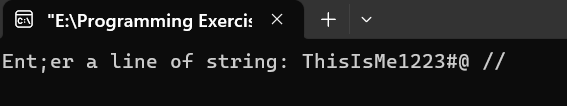 "E:\Programming Exercis
Ent;er a line of string: ThisIsMe1223#@ //